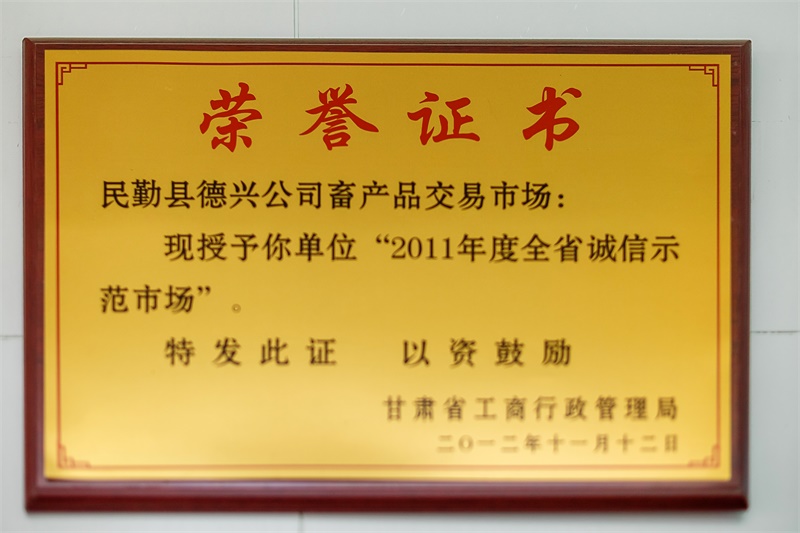 荣誉证书
民勤县德兴公司畜产品交易市场：
现授予你单位“2011年度全省诚信示
范市场”。
特发此证 以资鼓励
甘肃省工商行政管理局
二〇一二年十一月十二日